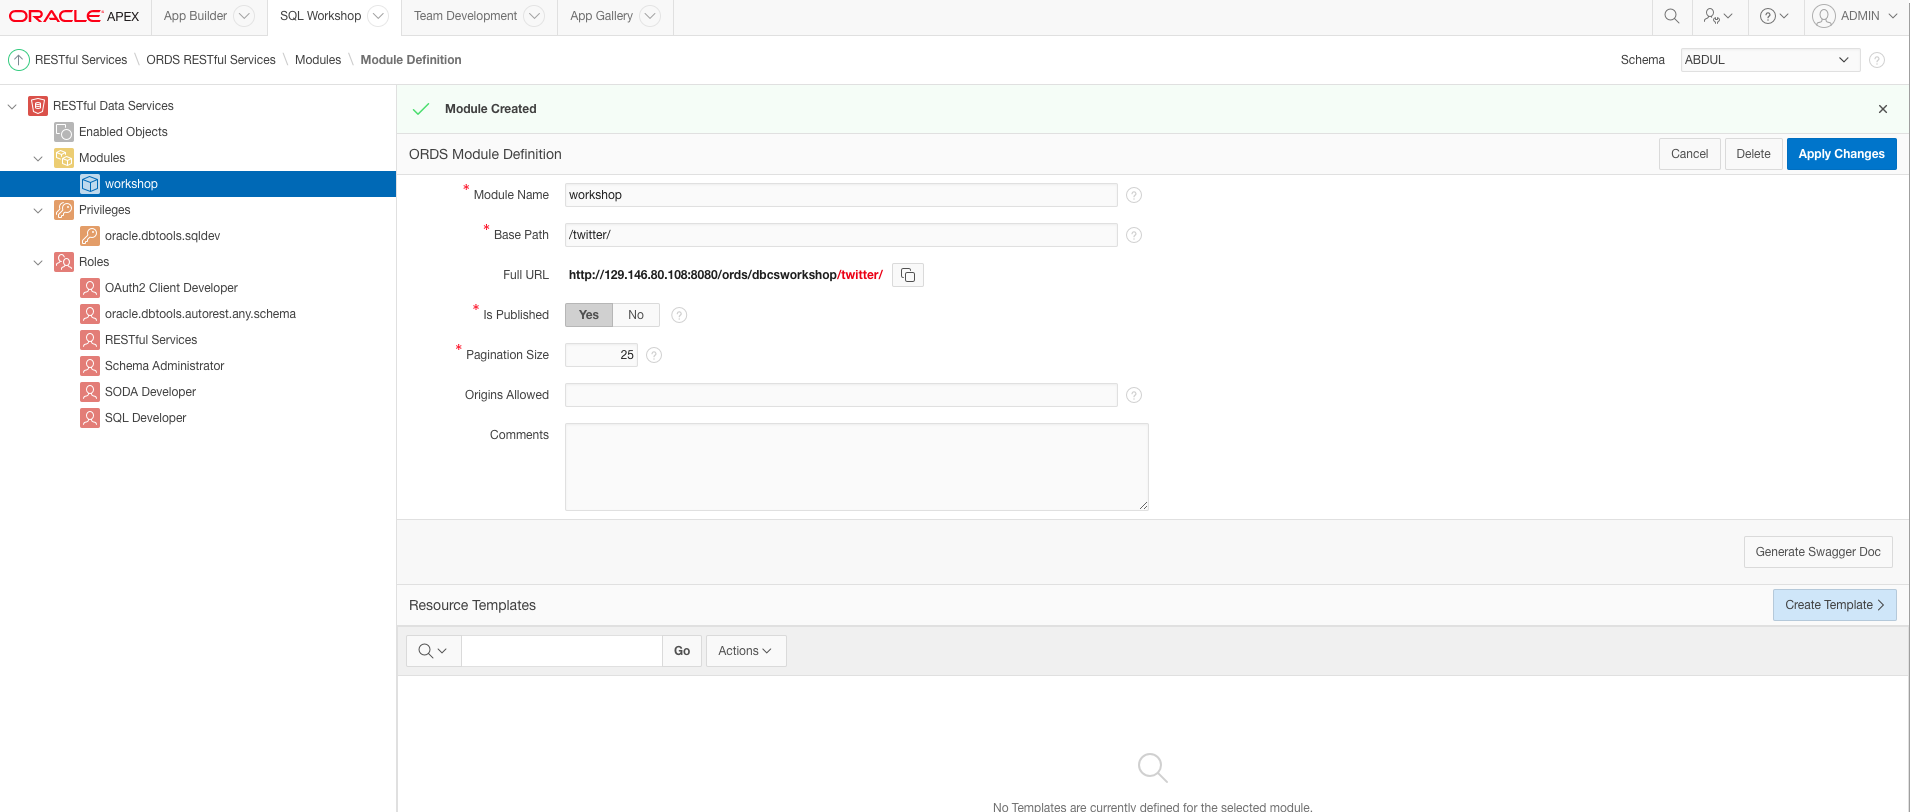 ORACLE APEX App Builder SQL Workshop Team Development App Gallery ADMIN
RESTful Services \ ORDS RESTful Services \ Modules \ Module Definition Schema ABDUL
RESTful Data Services
Enabled Objects
Modules
workshop
Privileges
oracle.dbtools.sqldev
Roles
OAuth2 Client Developer
oracle.dbtools.autorest.any.schema
RESTful Services
Schema Administrator
SODA Developer
SQL Developer
Module Created
ORDS Module Definition Cancel Delete Apply Changes
* Module Name workshop
* Base Path /twitter/
Full URL http://129.146.80.108:8080/ords/dbcsworkshop/twitter/
* Is Published Yes No
* Pagination Size 25
Origins Allowed
Comments
Generate Swagger Doc
Resource Templates Create Template
Go Actions
No Templates are currently defined for the selected module.